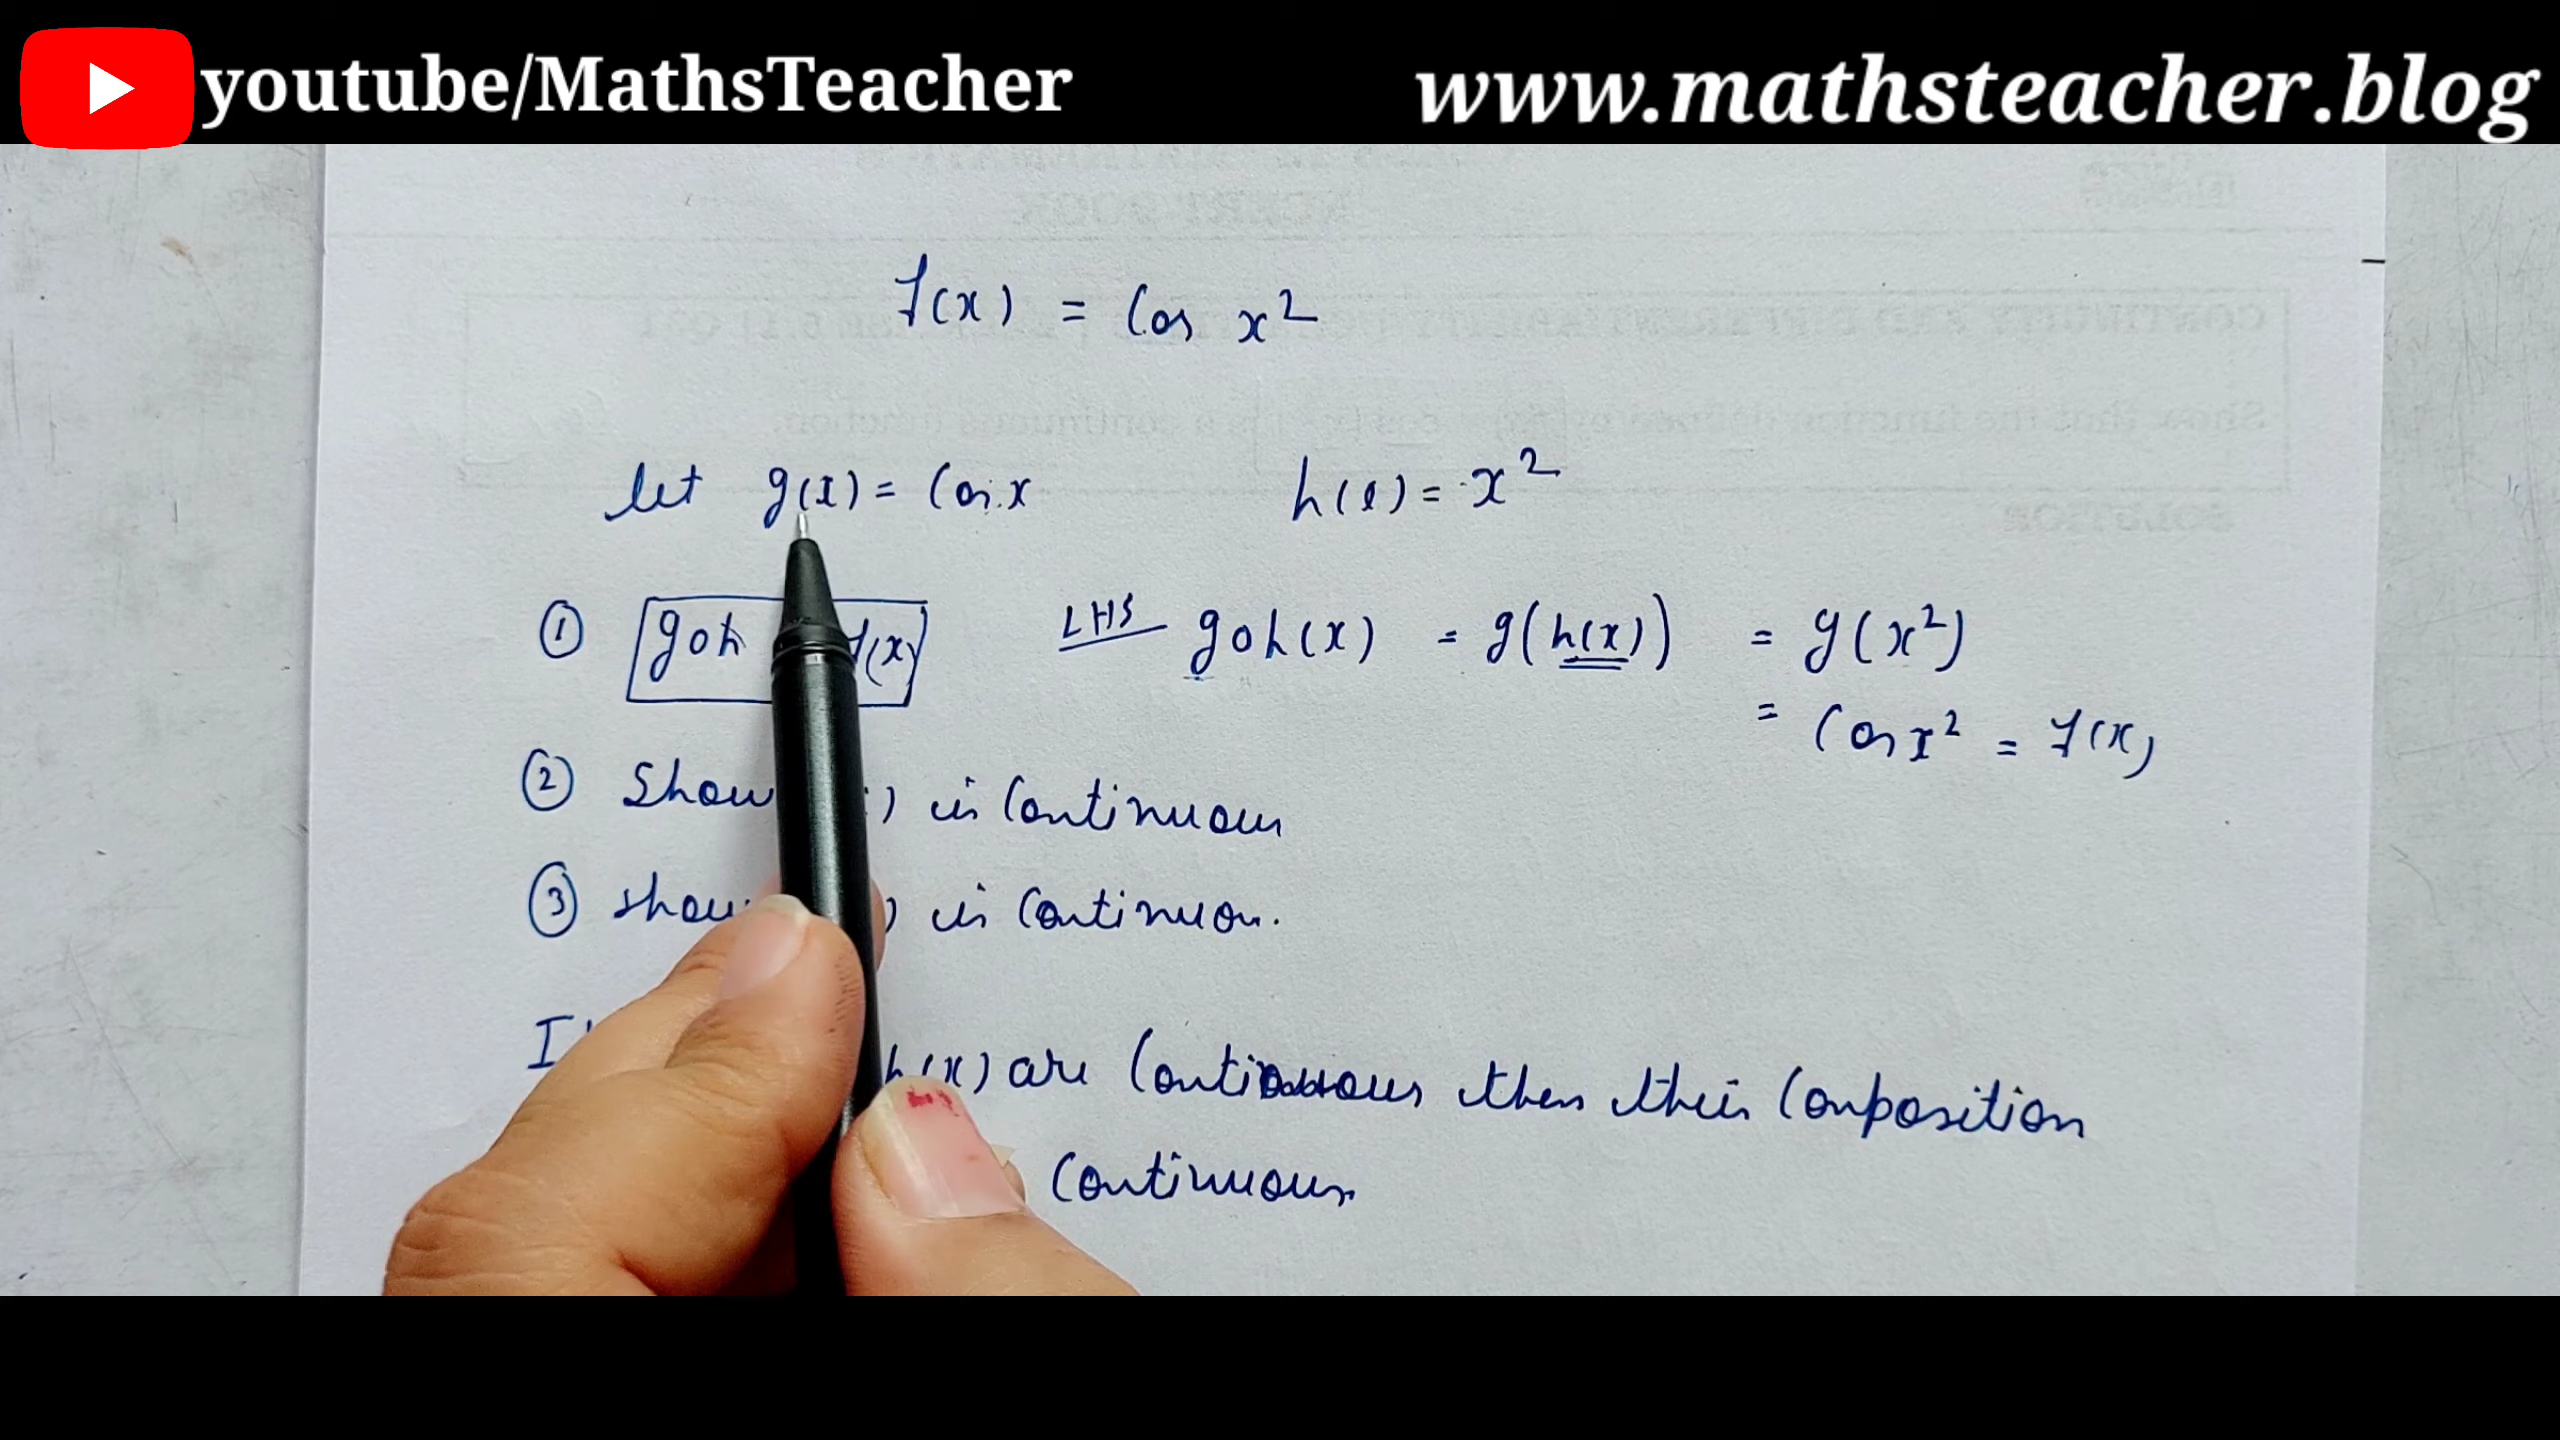 youtube/MathsTeacher
www.mathsteacher.blog
f(x) = Cos x²
let g(x) = Cos x h(x) = x²
① goh f(x) LHS goh(x) = g(h(x)) = g(x²)
= Cos x² = f(x)
② Show ) is Continuous
③ show ) is Continuou.
h(x) are Continuous then their Composition
Continuous